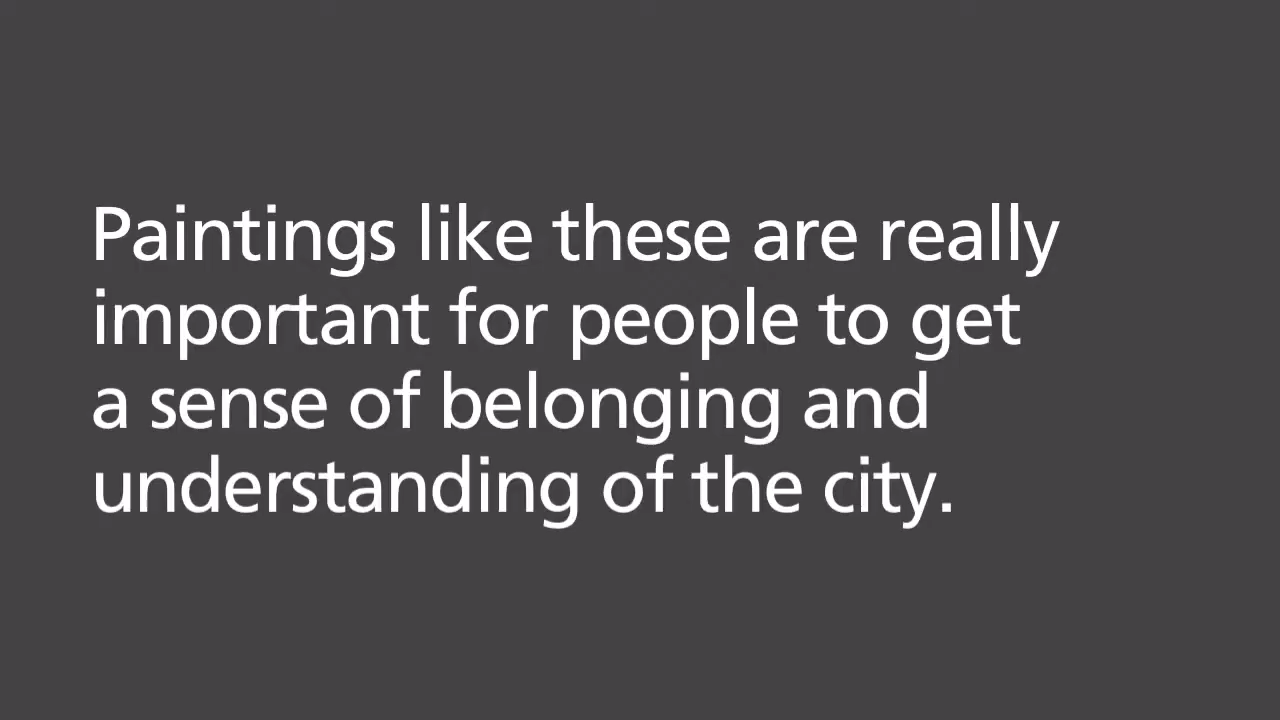 Paintings like these are really
important for people to get
a sense of belonging and
understanding of the city.